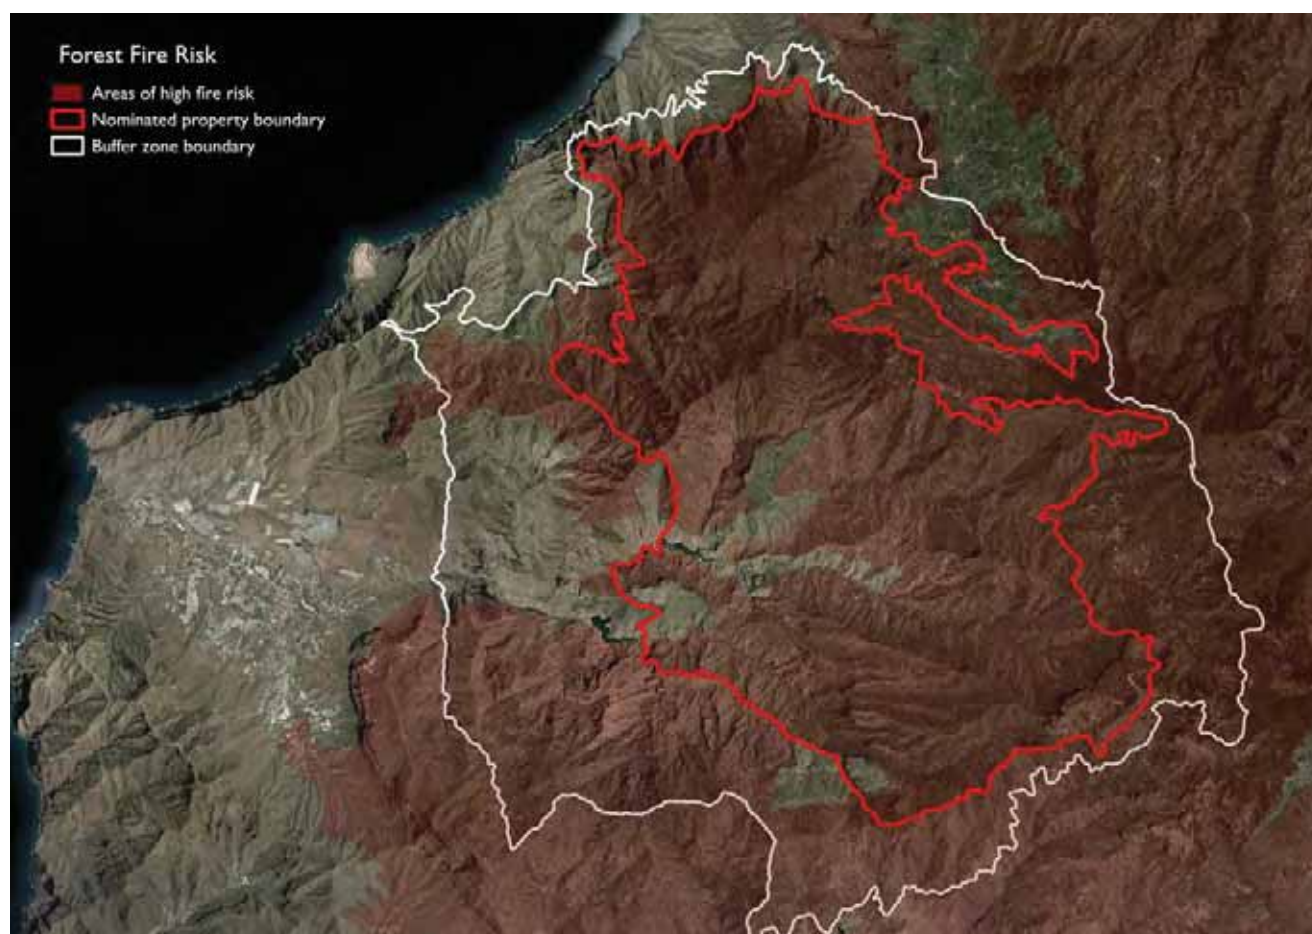 Forest Fire Risk
Areas of high fire risk
Nominated property boundary
Buffer zone boundary